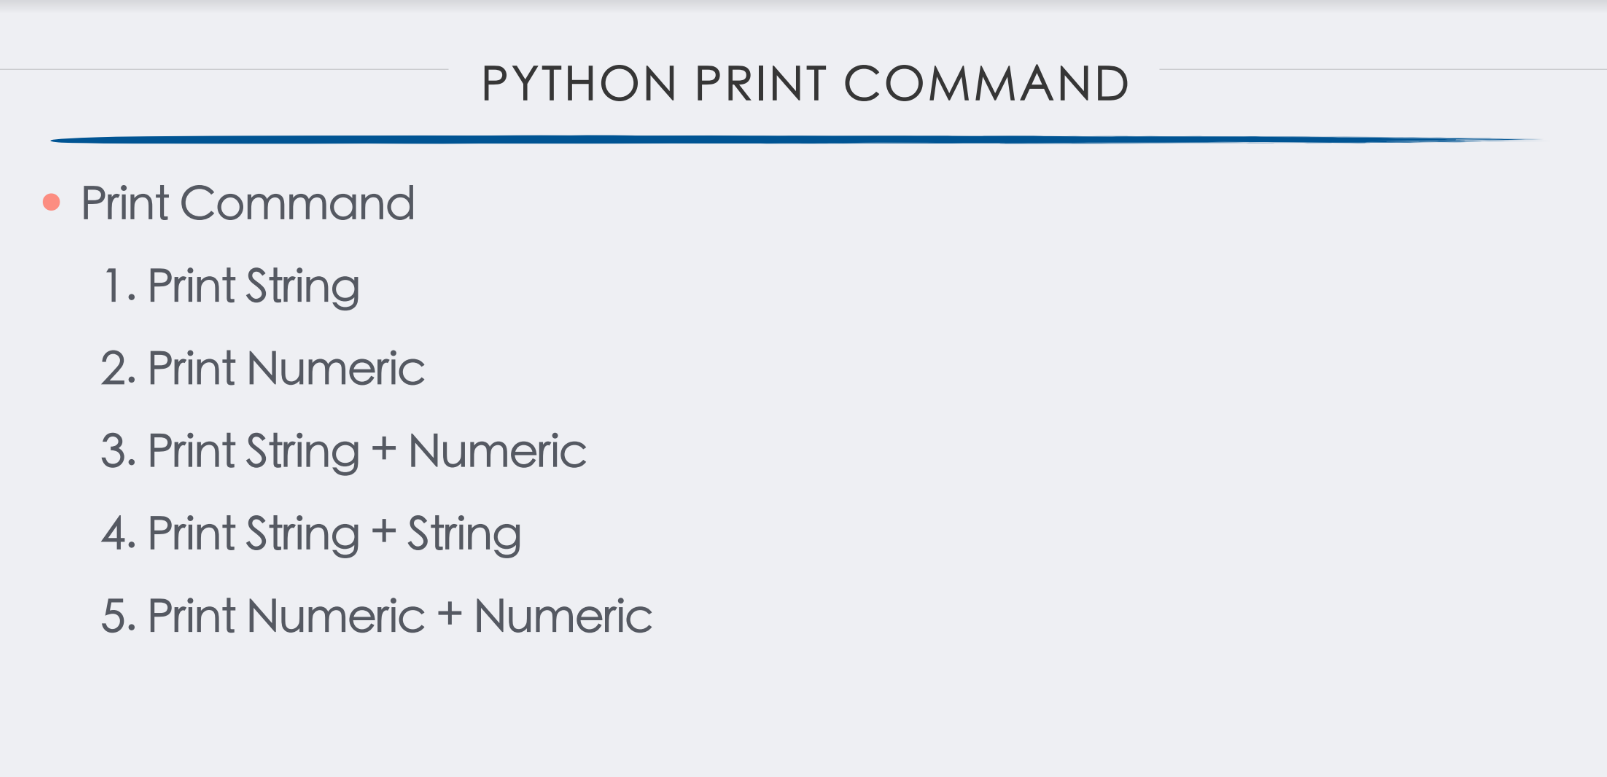 PYTHON PRINT COMMAND
• Print Command
1. Print String
2. Print Numeric
3. Print String + Numeric
4. Print String + String
5. Print Numeric + Numeric